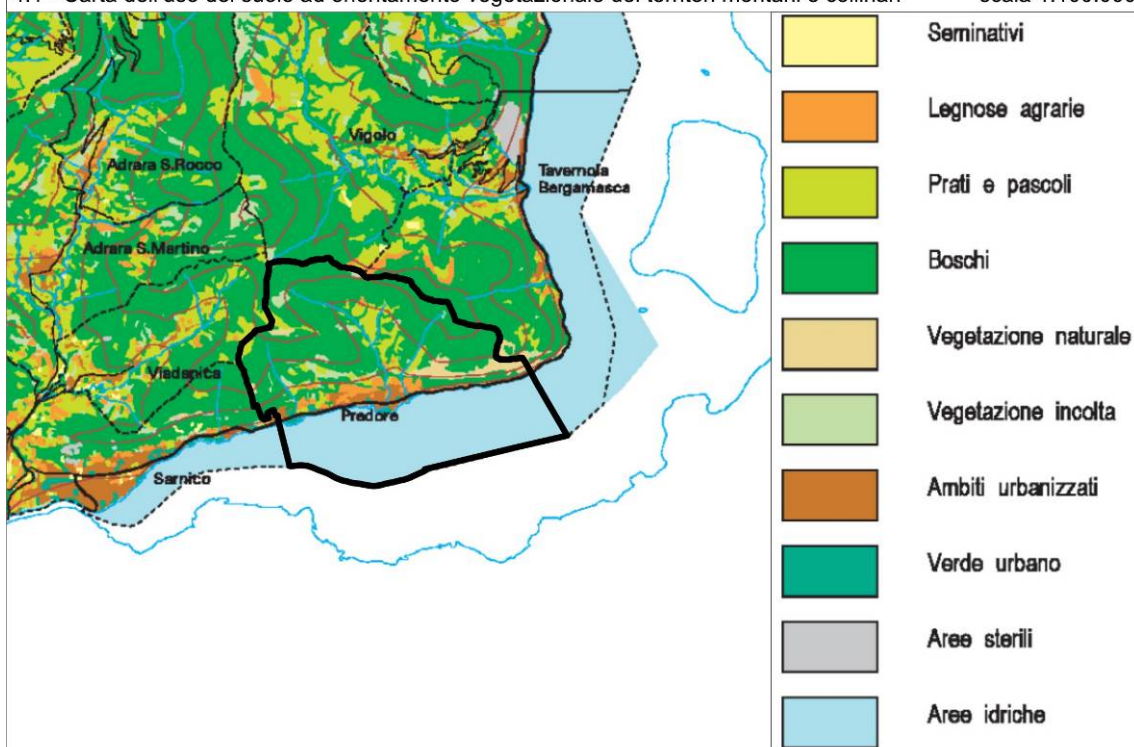 Carta dell'uso del suolo ad orientamento vegetazionale dei territori montani e collinari
Seminativi
Legnose agrarie
Prati e pascoli
Boschi
Vegetazione naturale
Vegetazione incolta
Ambiti urbanizzati
Verde urbano
Aree sterili
Aree idriche
Vigolo
Adrara S.Rocco
Tavernola
Bergamasca
Adrara S.Martino
Viadanica
Predore
Sarnico